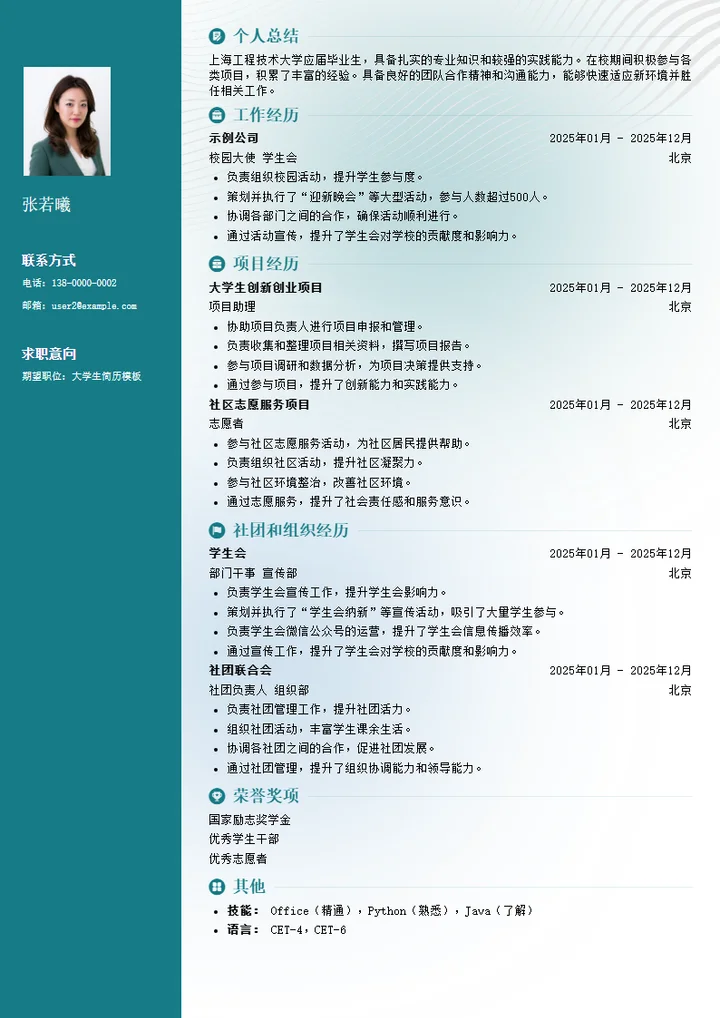 张若曦
联系方式
电话：138-0000-0002
邮箱：user2@example.com
求职意向
期望职位：大学生简历模板
个人总结
上海工程技术大学应届毕业生，具备扎实的专业知识和较强的实践能力。在校期间积极参与各
类项目，积累了丰富的经验。具备良好的团队合作精神和沟通能力，能够快速适应新环境并胜
任相关工作。
工作经历
示例公司 2025年01月 - 2025年12月
校园大使 学生会 北京
• 负责组织校园活动，提升学生参与度。
• 策划并执行了“迎新晚会”等大型活动，参与人数超过500人。
• 协调各部门之间的合作，确保活动顺利进行。
• 通过活动宣传，提升了学生会对学校的贡献度和影响力。
项目经历
大学生创新创业项目 2025年01月 - 2025年12月
项目助理 北京
• 协助项目负责人进行项目申报和管理。
• 负责收集和整理项目相关资料，撰写项目报告。
• 参与项目调研和数据分析，为项目决策提供支持。
• 通过参与项目，提升了创新能力和实践能力。
社区志愿服务项目 2025年01月 - 2025年12月
志愿者 北京
• 参与社区志愿服务活动，为社区居民提供帮助。
• 负责组织社区活动，提升社区凝聚力。
• 参与社区环境整治，改善社区环境。
• 通过志愿服务，提升了社会责任感和服务意识。
社团和组织经历
学生会 2025年01月 - 2025年12月
部门干事 宣传部 北京
• 负责学生会宣传工作，提升学生会影响力。
• 策划并执行了“学生会纳新”等宣传活动，吸引了大量学生参与。
• 负责学生会微信公众号的运营，提升了学生会信息传播效率。
• 通过宣传工作，提升了学生会对学校的贡献度和影响力。
社团联合会 2025年01月 - 2025年12月
社团负责人 组织部 北京
• 负责社团管理工作，提升社团活力。
• 组织社团活动，丰富学生课余生活。
• 协调各社团之间的合作，促进社团发展。
• 通过社团管理，提升了组织协调能力和领导能力。
荣誉奖项
国家励志奖学金
优秀学生干部
优秀志愿者
其他
• 技能： Office（精通），Python（熟悉），Java（了解）
• 语言： CET-4，CET-6